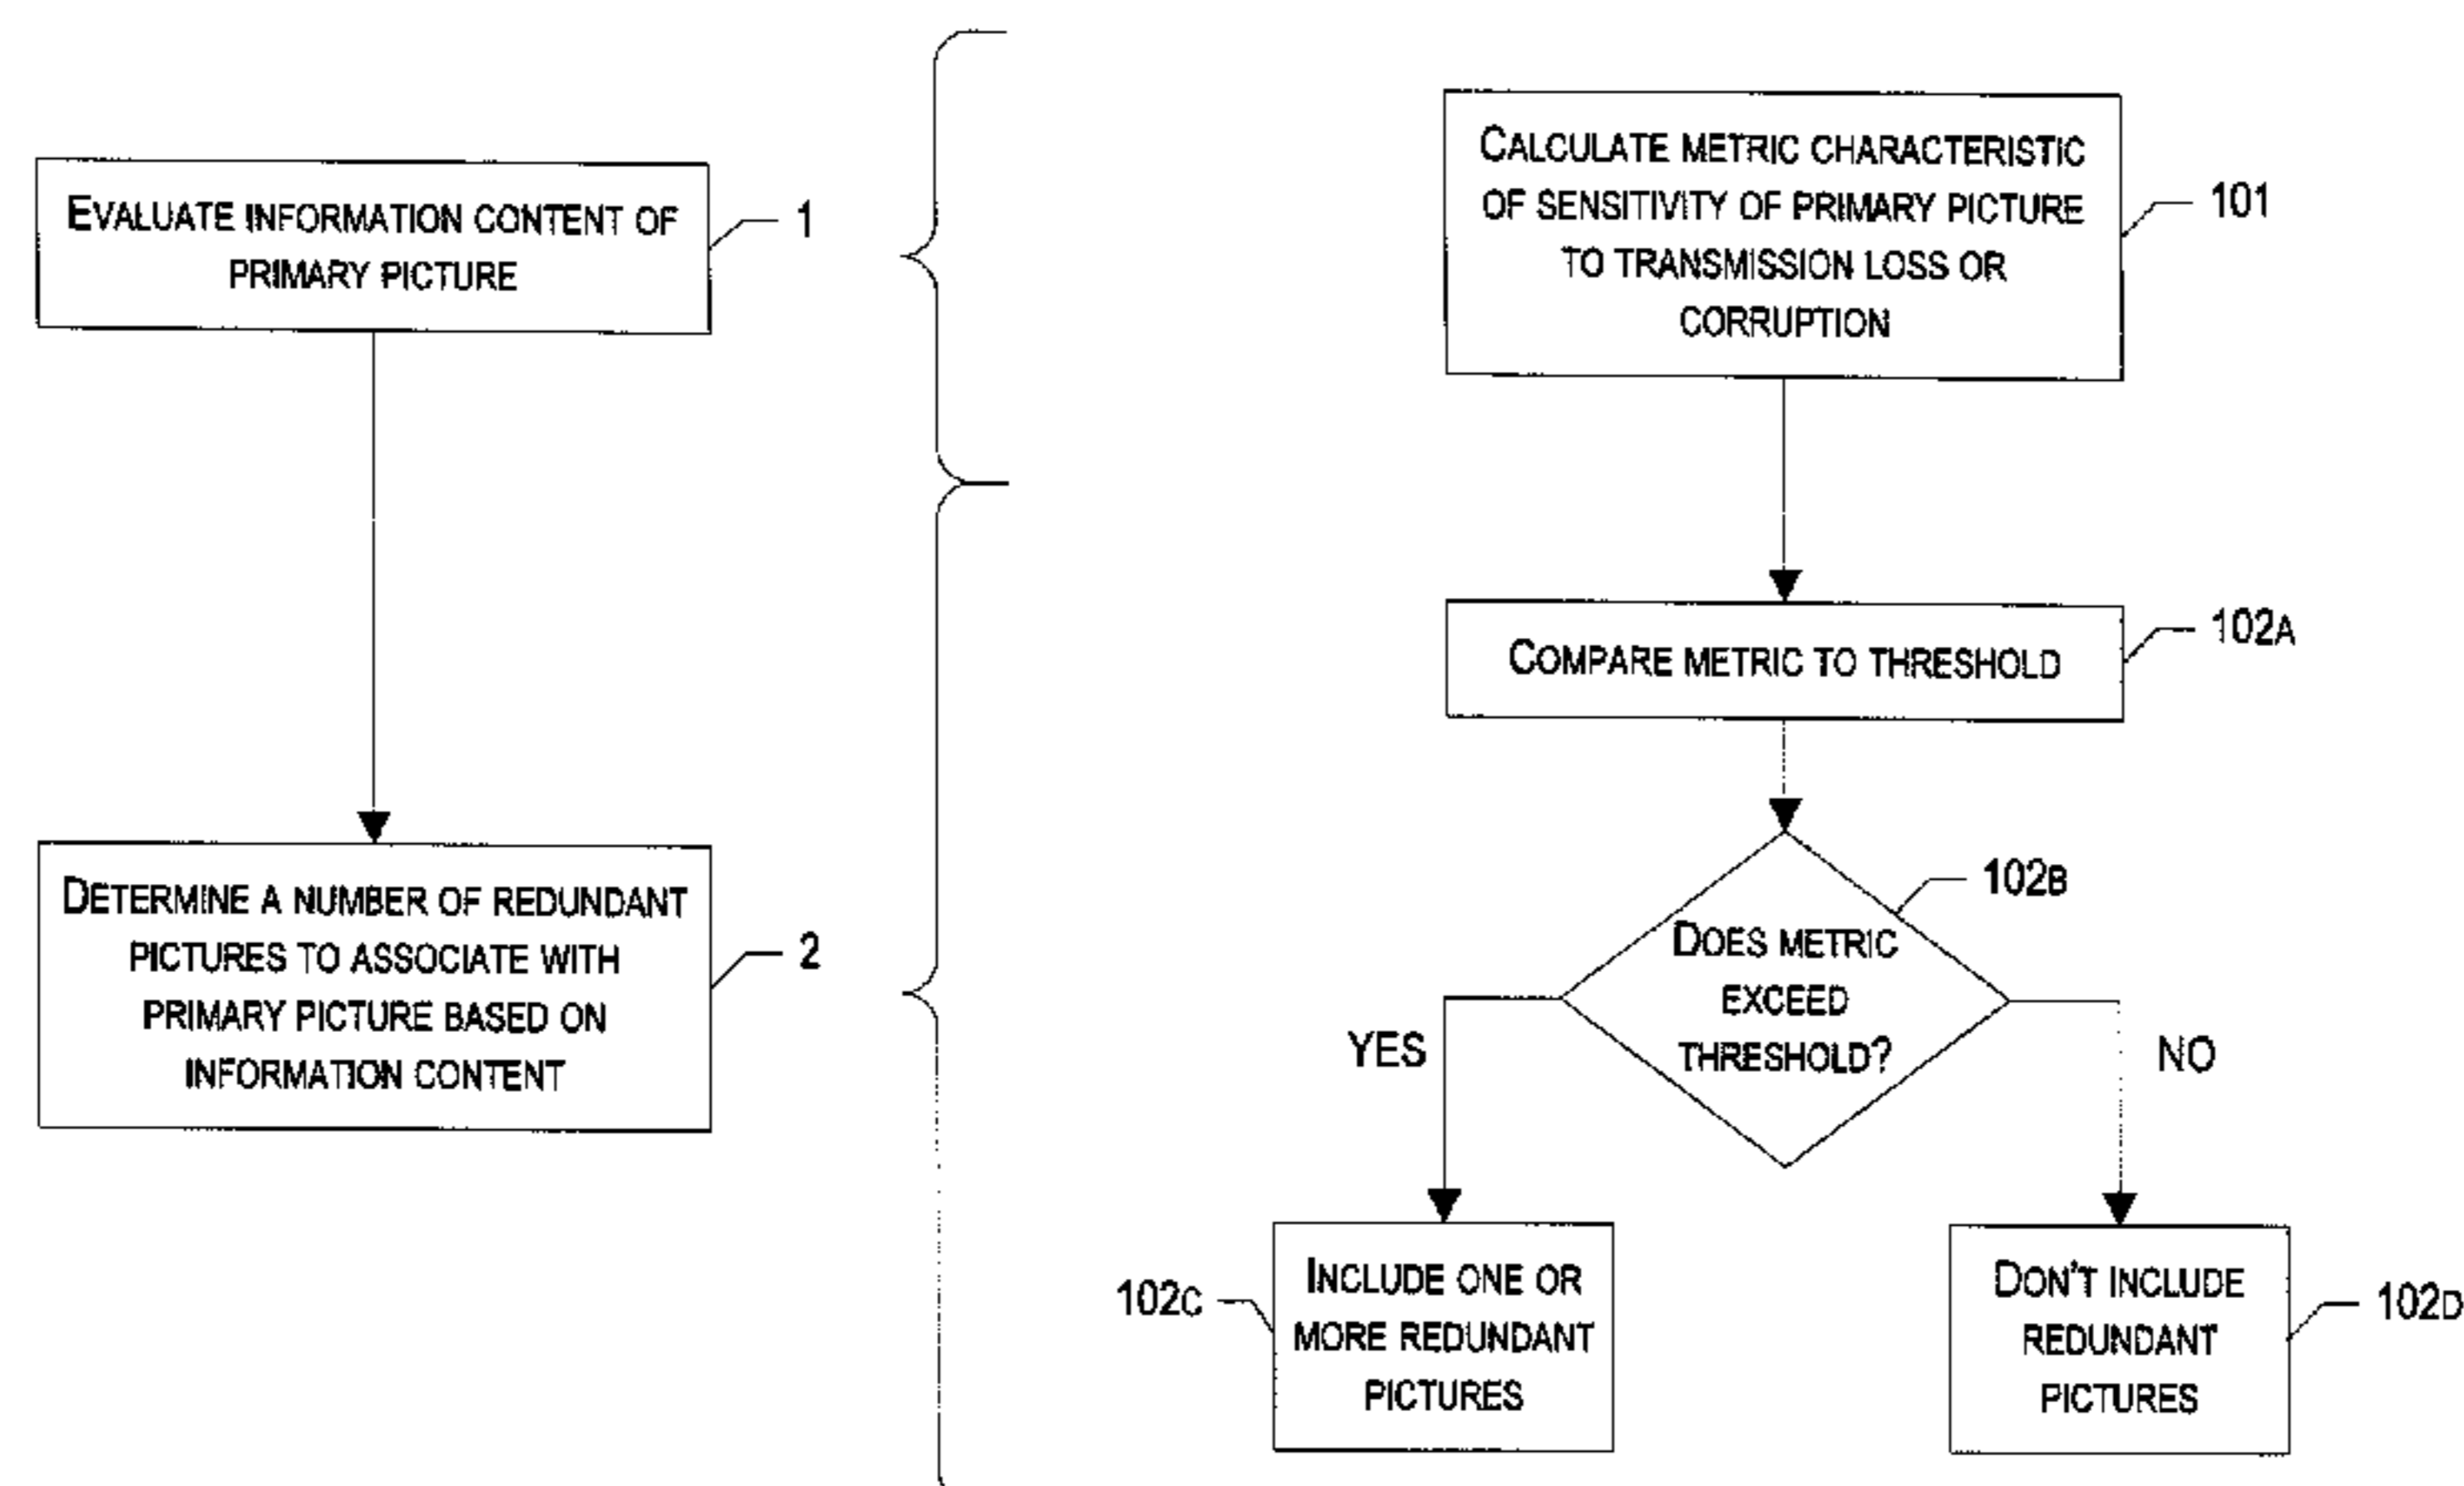 EVALUATE INFORMATION CONTENT OF
PRIMARY PICTURE
1
DETERMINE A NUMBER OF REDUNDANT
PICTURES TO ASSOCIATE WITH
PRIMARY PICTURE BASED ON
INFORMATION CONTENT
2
CALCULATE METRIC CHARACTERISTIC
OF SENSITIVITY OF PRIMARY PICTURE
TO TRANSMISSION LOSS OR
CORRUPTION
101
COMPARE METRIC TO THRESHOLD
102A
DOES METRIC
EXCEED
THRESHOLD?
102B
YES
NO
INCLUDE ONE OR
MORE REDUNDANT
PICTURES
102C
DON'T INCLUDE
REDUNDANT
PICTURES
102D